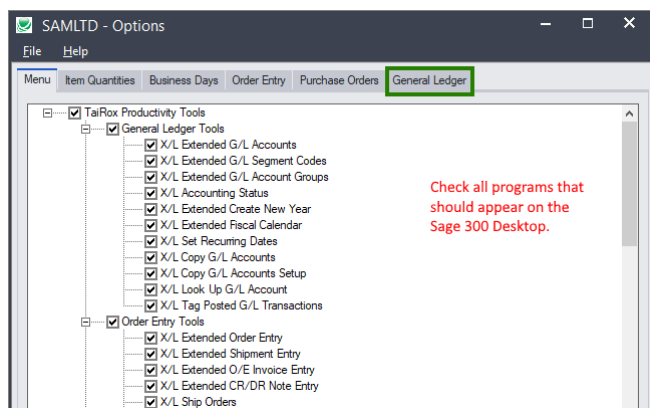 SAMLTD - Options
File Help
Menu Item Quantities Business Days Order Entry Purchase Orders General Ledger
TaiRox Productivity Tools
General Ledger Tools
X/L Extended G/L Accounts
X/L Extended G/L Segment Codes
X/L Extended G/L Account Groups
X/L Accounting Status
X/L Extended Create New Year
X/L Extended Fiscal Calendar
X/L Set Recurring Dates
X/L Copy G/L Accounts
X/L Copy G/L Accounts Setup
X/L Look Up G/L Account
X/L Tag Posted G/L Transactions
Order Entry Tools
X/L Extended Order Entry
X/L Extended Shipment Entry
X/L Extended O/E Invoice Entry
X/L Extended CR/DR Note Entry
X/L Ship Orders
Check all programs that
should appear on the
Sage 300 Desktop.